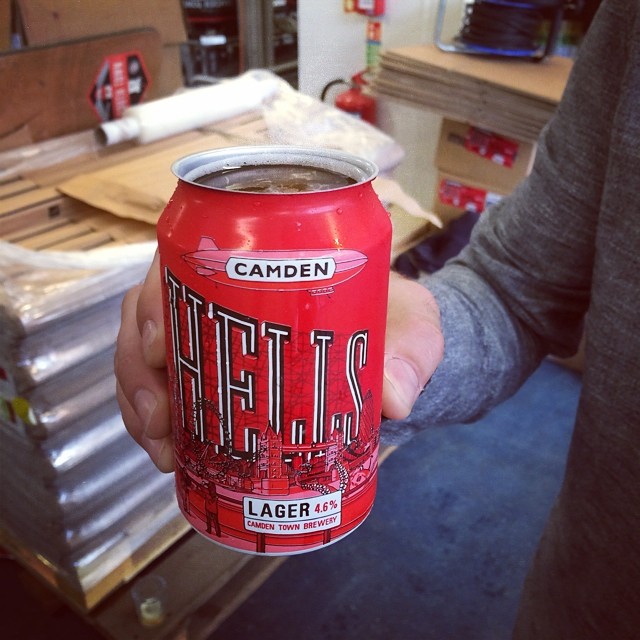 CAMDEN
HELLS
LAGER 4.6%
CAMDEN TOWN BREWERY